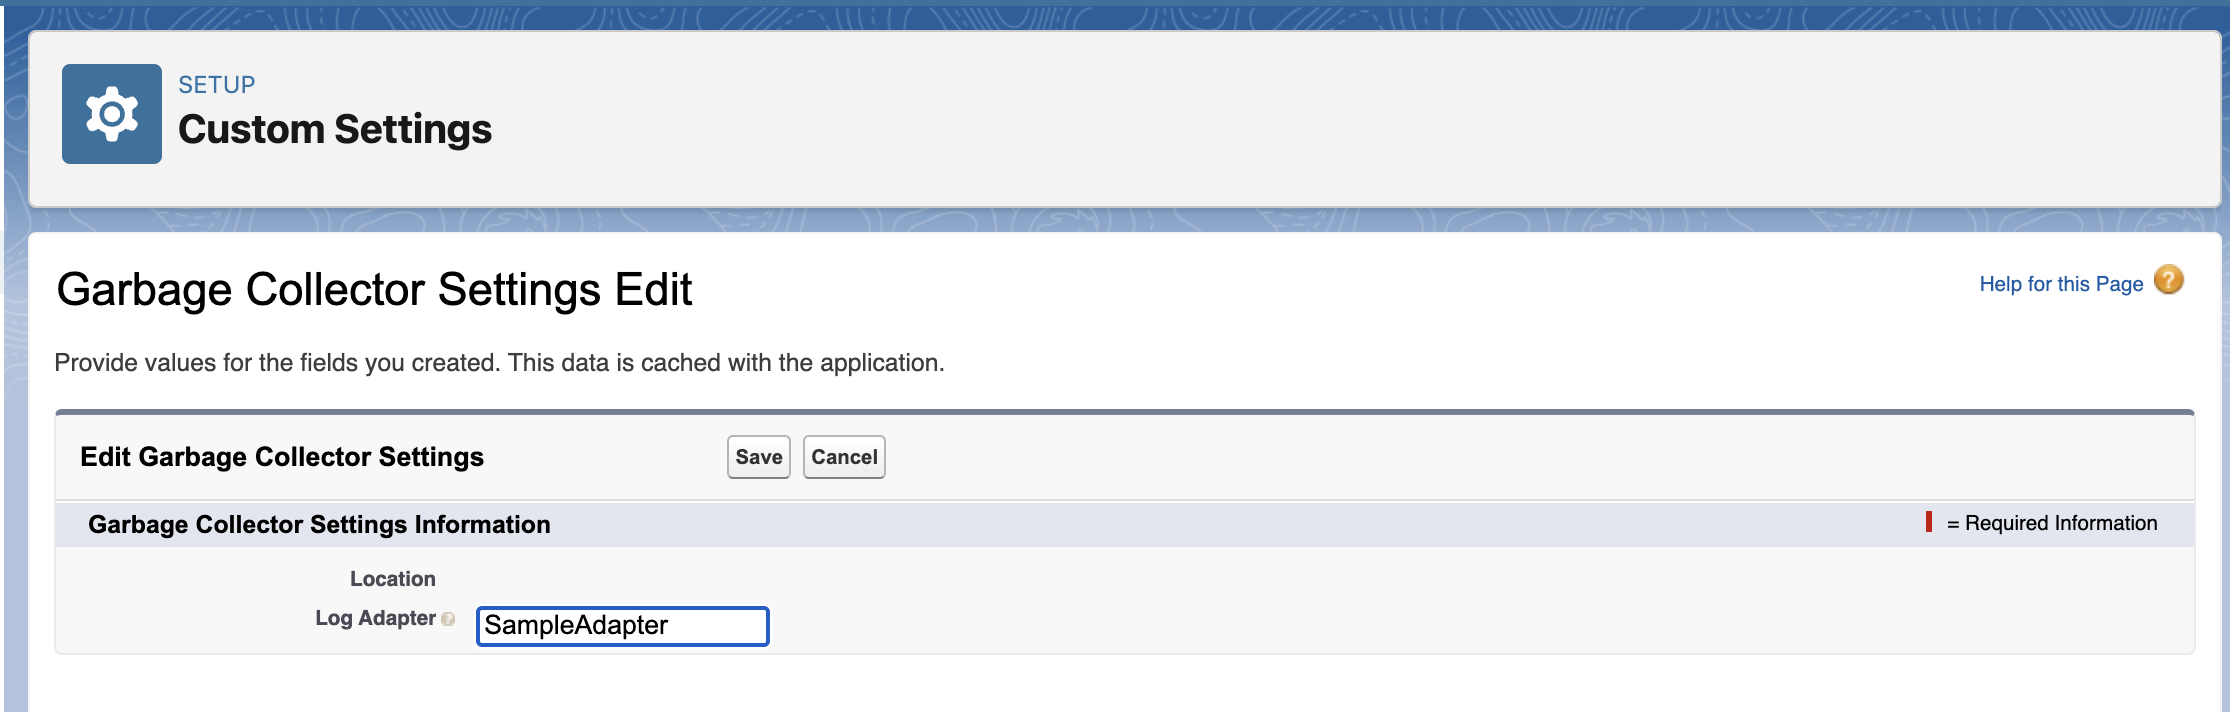 SETUP
Custom Settings
Garbage Collector Settings Edit
Help for this Page ?
Provide values for the fields you created. This data is cached with the application.
Edit Garbage Collector Settings
Save
Cancel
Garbage Collector Settings Information
= Required Information
Location
Log Adapter ?
SampleAdapter